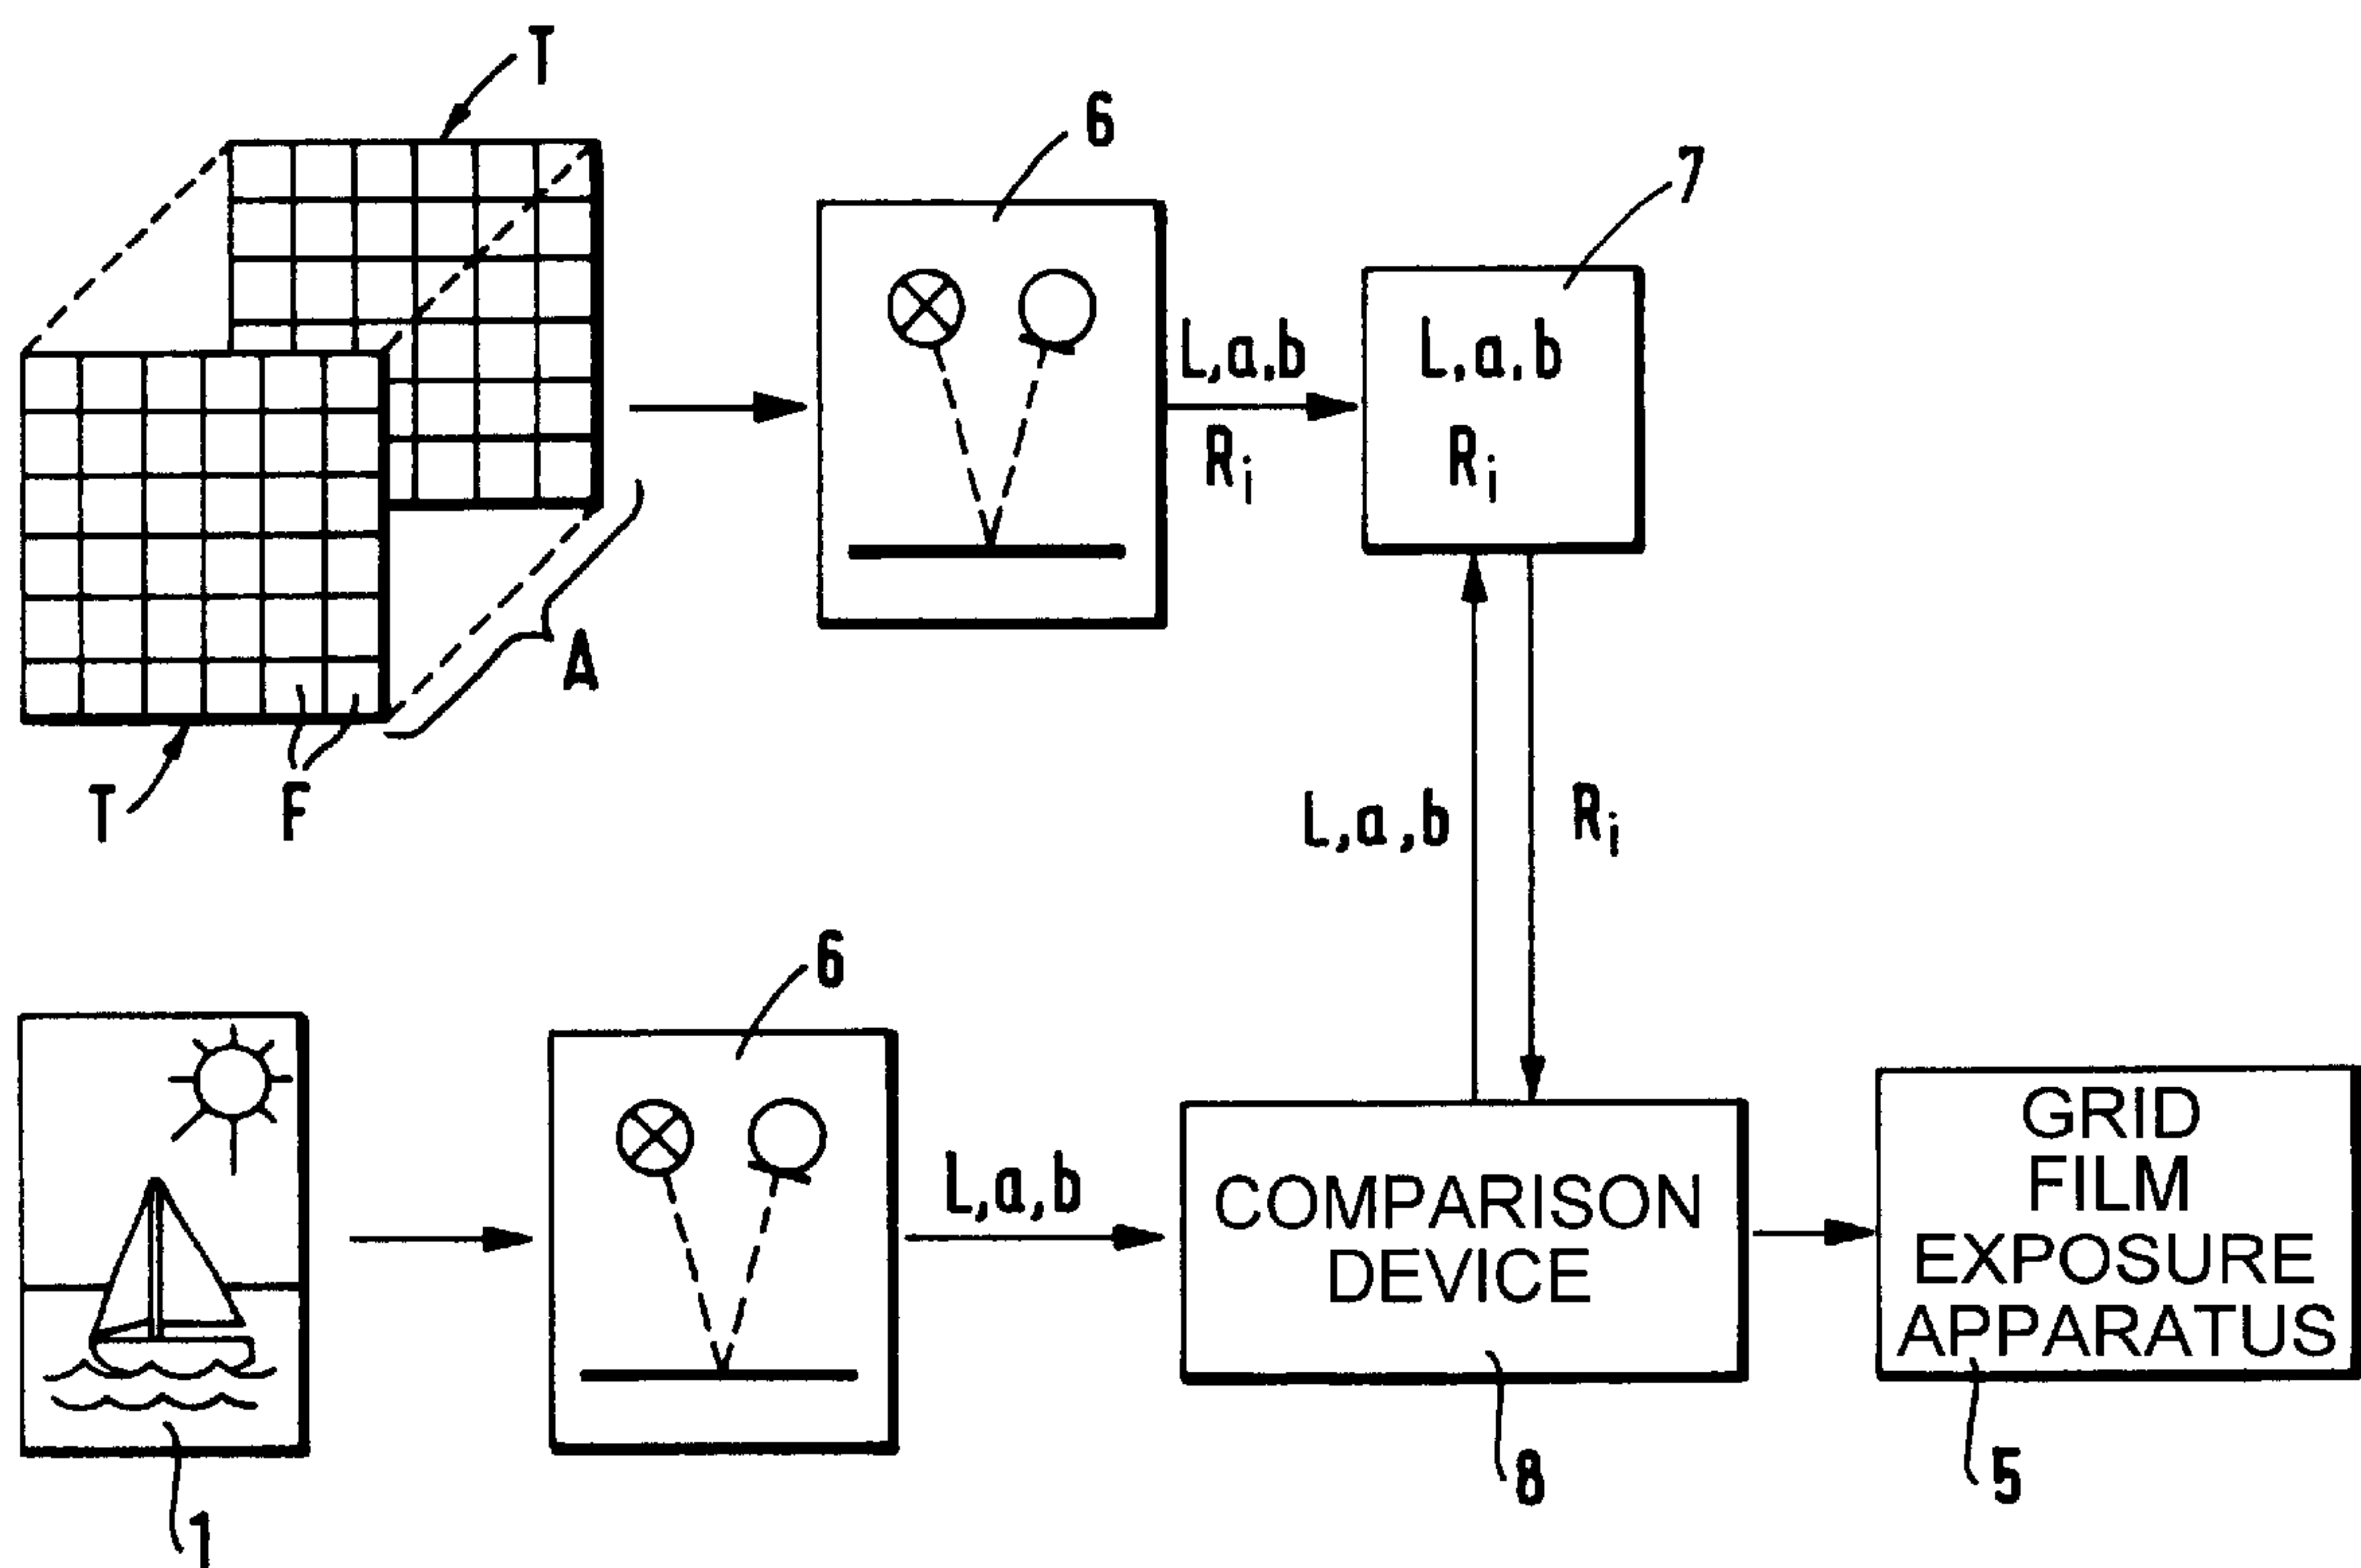 T
6
7
L,a,b
R i
L,a,b
R i
A
T
F
L,a,b
R i
6
L,a,b
COMPARISON
DEVICE
GRID
FILM
EXPOSURE
APPARATUS
8
5
1